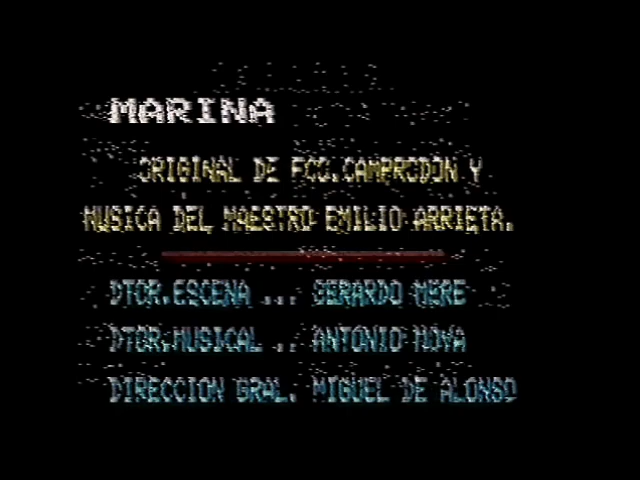 MARINA
ORIGINAL DE FCO.CAMPRODON Y
MUSICA DEL MAESTRO EMILIO ARRIETA.
DTOR.ESCENA ... GERARDO MERE
DTOR.MUSICAL .. ANTONIO MOYA
DIRECCION GRAL. MIGUEL DE ALONSO